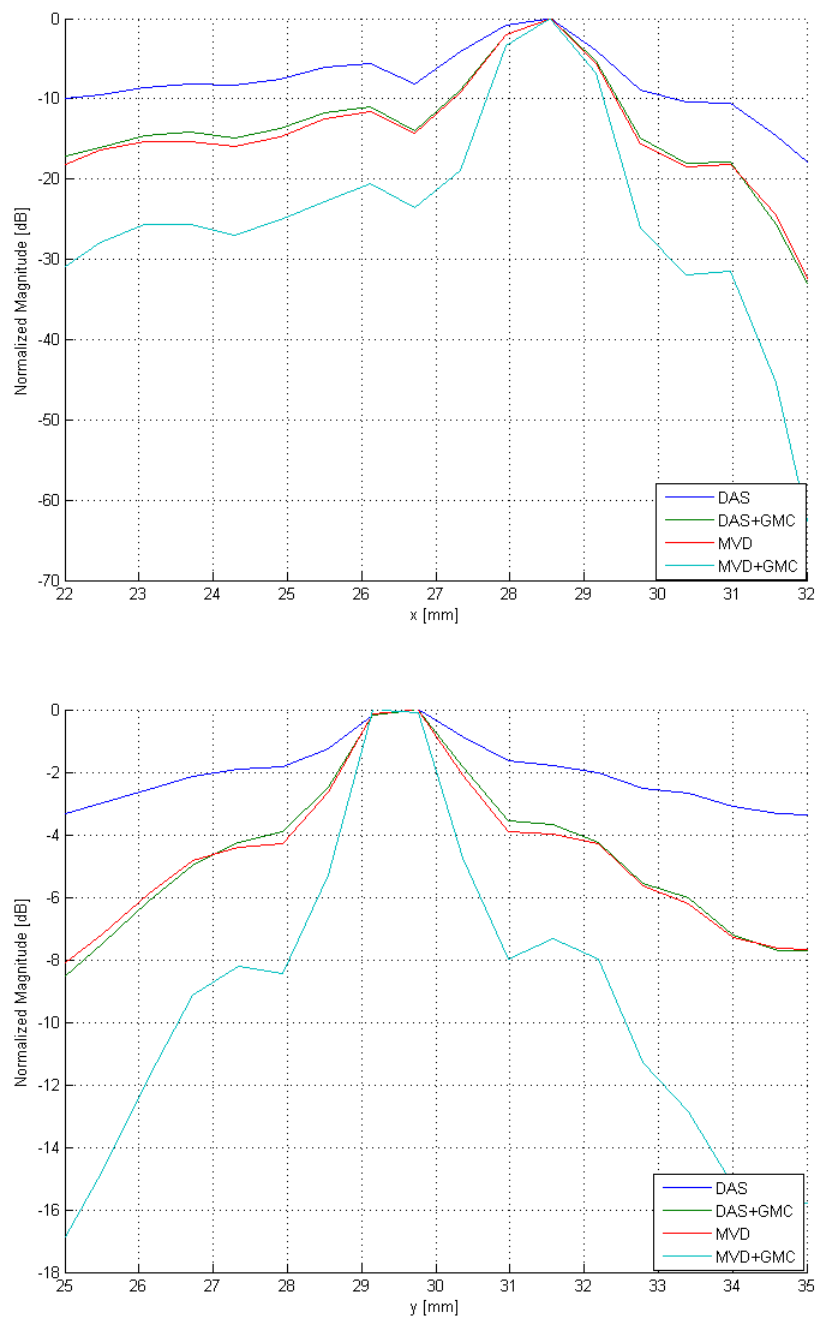 0
-10
-20
-30
-40
-50
-60
-70
Normalized Magnitude [dB]
22 23 24 25 26 27 28 29 30 31 32
x [mm]
DAS
DAS+GMC
MVD
MVD+GMC
0
-2
-4
-6
-8
-10
-12
-14
-16
-18
Normalized Magnitude [dB]
25 26 27 28 29 30 31 32 33 34 35
y [mm]
DAS
DAS+GMC
MVD
MVD+GMC